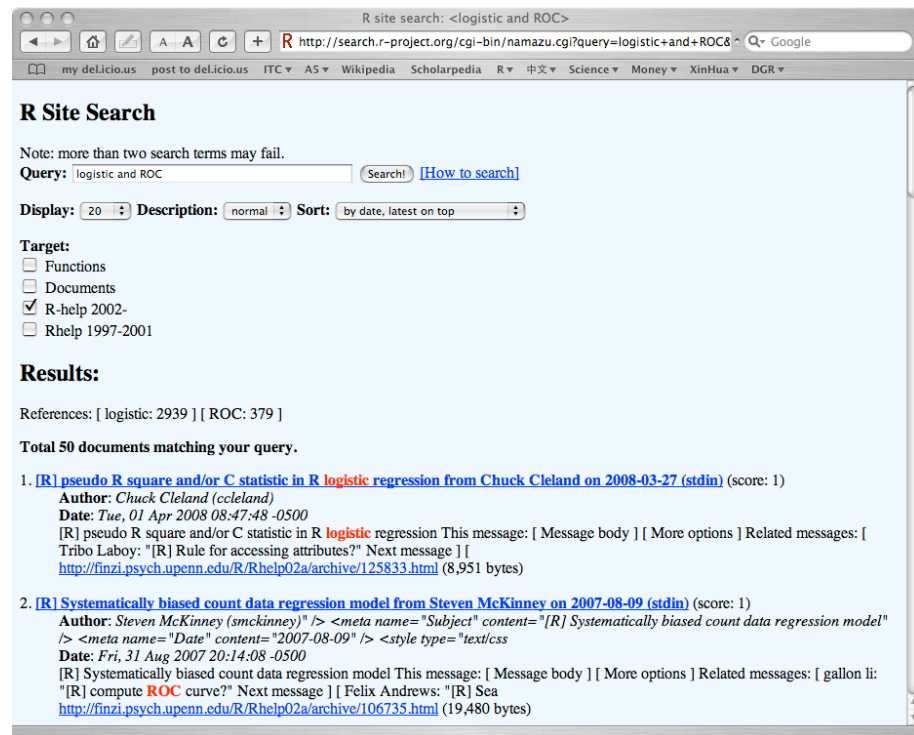 R site search: <logistic and ROC>
A A R http://search.r-project.org/cgi-bin/namazu.cgi?query=logistic+and+ROC& Google
my del.icio.us post to del.icio.us ITC A5 Wikipedia Scholarpedia R 中文 Science Money XinHua DGR
R Site Search
Note: more than two search terms may fail.
Query: logistic and ROC Search! [How to search]
Display: 20 Description: normal Sort: by date, latest on top
Target:
Functions
Documents
R-help 2002-
Rhelp 1997-2001
Results:
References: [ logistic: 2939 ] [ ROC: 379 ]
Total 50 documents matching your query.
1. [R] pseudo R square and/or C statistic in R logistic regression from Chuck Cleland on 2008-03-27 (stdin) (score: 1)
Author: Chuck Cleland (ccleland)
Date: Tue, 01 Apr 2008 08:47:48 -0500
[R] pseudo R square and/or C statistic in R logistic regression This message: [ Message body ] [ More options ] Related messages: [
Tribo Laboy: "[R] Rule for accessing attributes?" Next message ] [
http://finzi.psych.upenn.edu/R/Rhelp02a/archive/125833.html (8,951 bytes)
2. [R] Systematically biased count data regression model from Steven McKinney on 2007-08-09 (stdin) (score: 1)
Author: Steven McKinney (smckinney)" /> <meta name="Subject" content="[R] Systematically biased count data regression model"
/> <meta name="Date" content="2007-08-09" /> <style type="text/css
Date: Fri, 31 Aug 2007 20:14:08 -0500
[R] Systematically biased count data regression model This message: [ Message body ] [ More options ] Related messages: [ gallon li:
"[R] compute ROC curve?" Next message ] [ Felix Andrews: "[R] Sea
http://finzi.psych.upenn.edu/R/Rhelp02a/archive/106735.html (19,480 bytes)